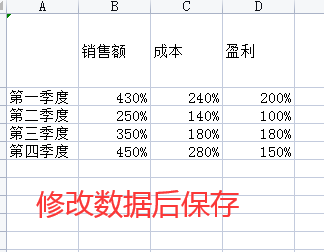 A B C D
销售额 成本 盈利
第一季度 430% 240% 200%
第二季度 250% 140% 100%
第三季度 350% 180% 180%
第四季度 450% 280% 150%
修改数据后保存